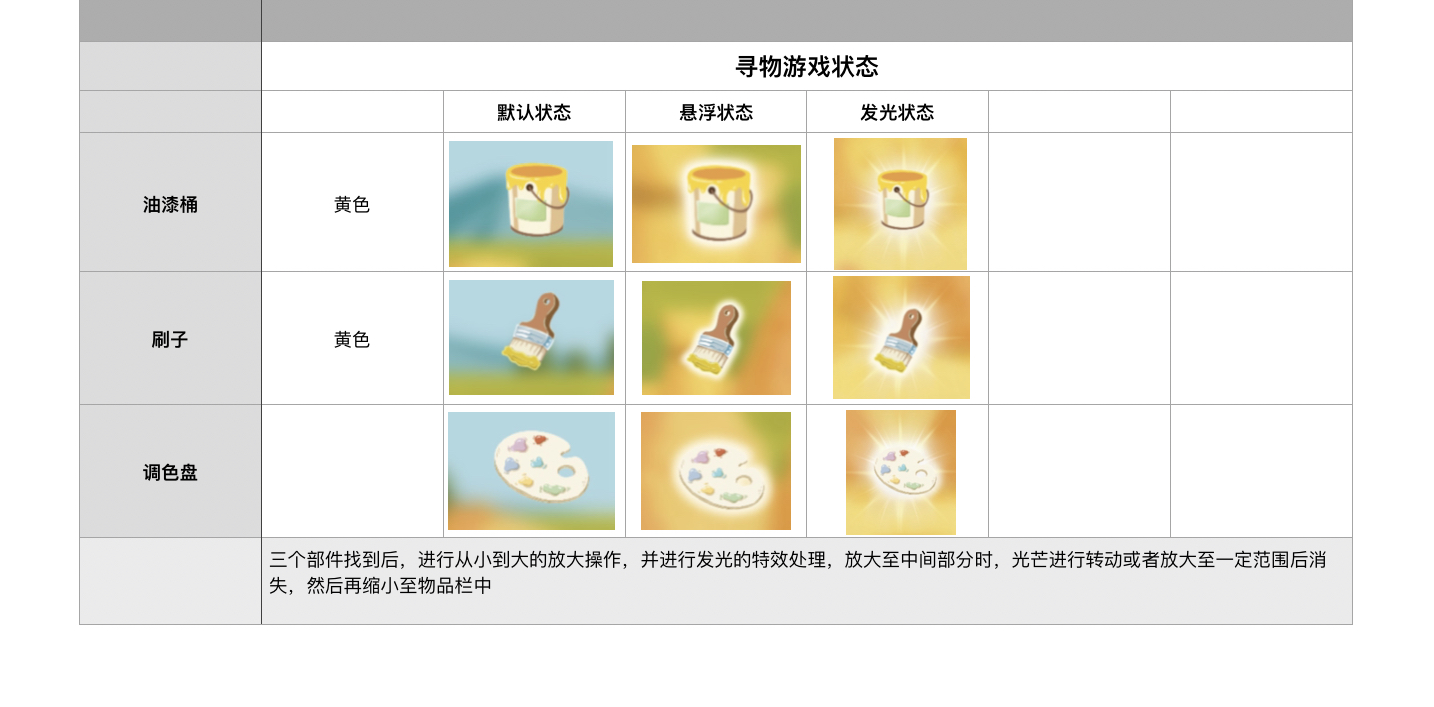 寻物游戏状态
默认状态
悬浮状态
发光状态
油漆桶
黄色
刷子
黄色
调色盘
三个部件找到后，进行从小到大的放大操作，并进行发光的特效处理，放大至中间部分时，光芒进行转动或者放大至一定范围后消
失，然后再缩小至物品栏中